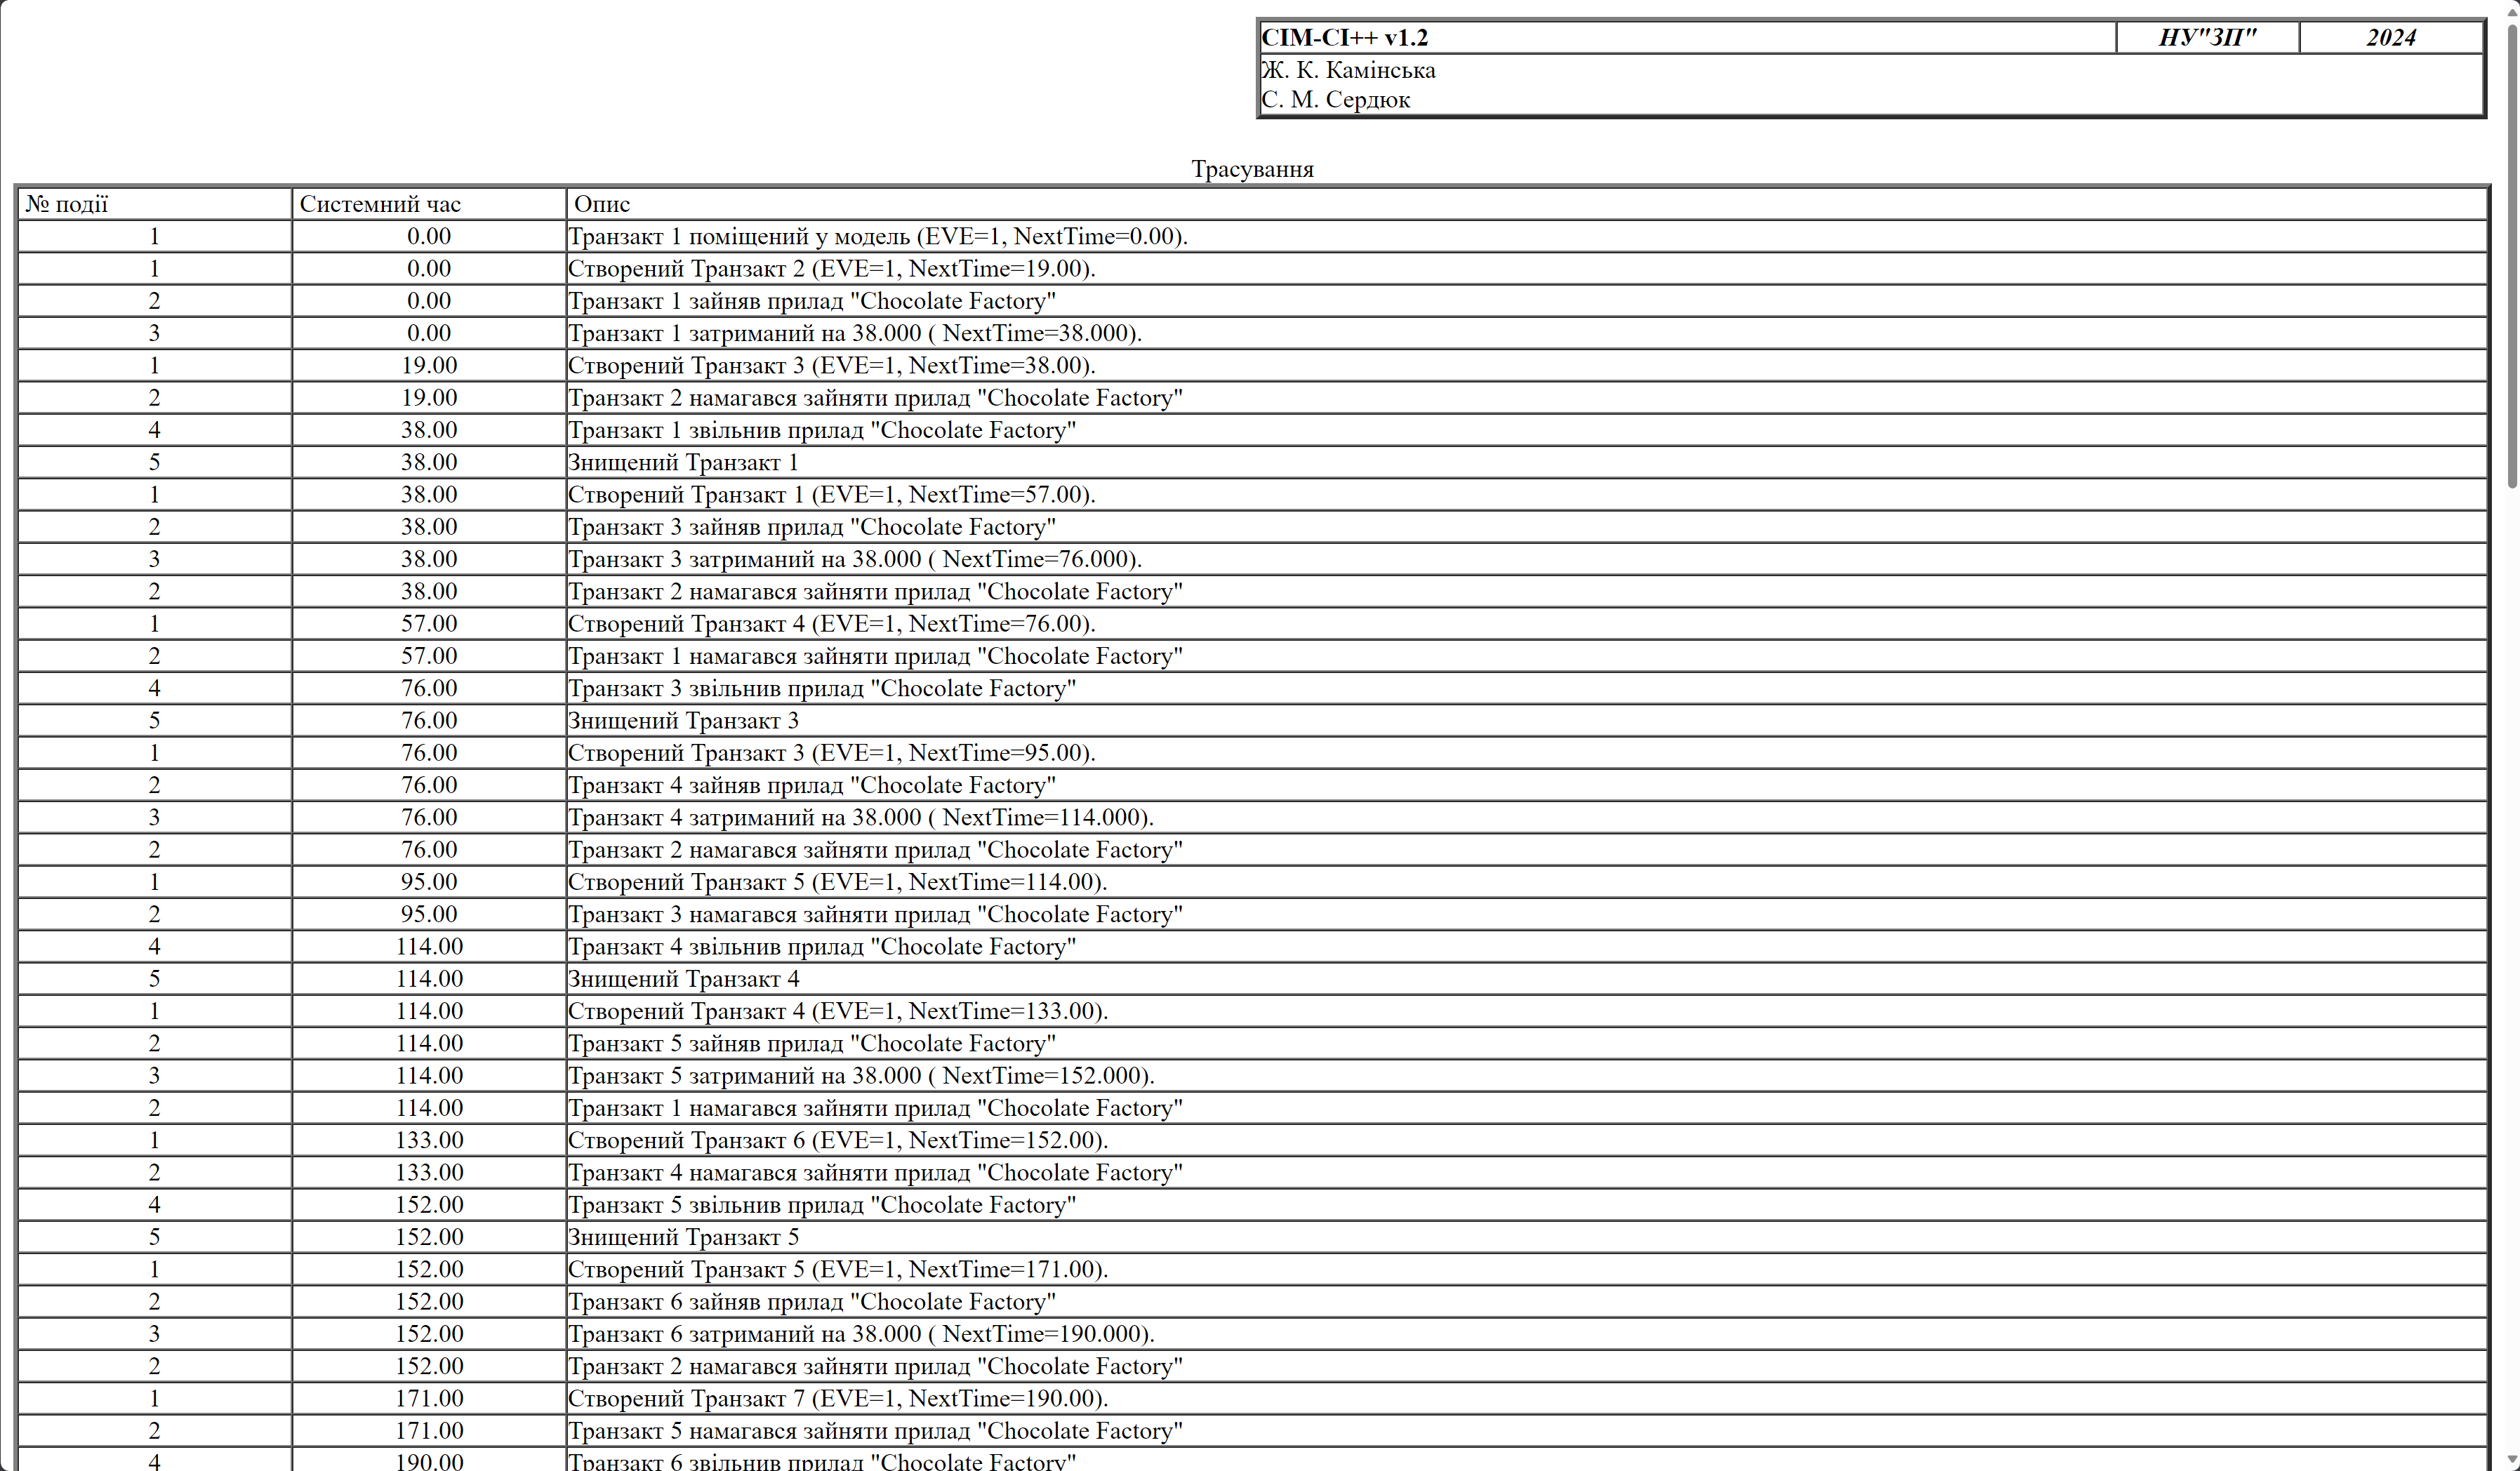 СІМ-СІ++ v1.2 НУ"ЗП" 2024
Ж. К. Камінська
С. М. Сердюк
Трасування
№ події Системний час Опис
1 0.00 Транзакт 1 поміщений у модель (EVE=1, NextTime=0.00).
1 0.00 Створений Транзакт 2 (EVE=1, NextTime=19.00).
2 0.00 Транзакт 1 зайняв прилад "Chocolate Factory"
3 0.00 Транзакт 1 затриманий на 38.000 ( NextTime=38.000).
1 19.00 Створений Транзакт 3 (EVE=1, NextTime=38.00).
2 19.00 Транзакт 2 намагався зайняти прилад "Chocolate Factory"
4 38.00 Транзакт 1 звільнив прилад "Chocolate Factory"
5 38.00 Знищений Транзакт 1
1 38.00 Створений Транзакт 1 (EVE=1, NextTime=57.00).
2 38.00 Транзакт 3 зайняв прилад "Chocolate Factory"
3 38.00 Транзакт 3 затриманий на 38.000 ( NextTime=76.000).
2 38.00 Транзакт 2 намагався зайняти прилад "Chocolate Factory"
1 57.00 Створений Транзакт 4 (EVE=1, NextTime=76.00).
2 57.00 Транзакт 1 намагався зайняти прилад "Chocolate Factory"
4 76.00 Транзакт 3 звільнив прилад "Chocolate Factory"
5 76.00 Знищений Транзакт 3
1 76.00 Створений Транзакт 3 (EVE=1, NextTime=95.00).
2 76.00 Транзакт 4 зайняв прилад "Chocolate Factory"
3 76.00 Транзакт 4 затриманий на 38.000 ( NextTime=114.000).
2 76.00 Транзакт 2 намагався зайняти прилад "Chocolate Factory"
1 95.00 Створений Транзакт 5 (EVE=1, NextTime=114.00).
2 95.00 Транзакт 3 намагався зайняти прилад "Chocolate Factory"
4 114.00 Транзакт 4 звільнив прилад "Chocolate Factory"
5 114.00 Знищений Транзакт 4
1 114.00 Створений Транзакт 4 (EVE=1, NextTime=133.00).
2 114.00 Транзакт 5 зайняв прилад "Chocolate Factory"
3 114.00 Транзакт 5 затриманий на 38.000 ( NextTime=152.000).
2 114.00 Транзакт 1 намагався зайняти прилад "Chocolate Factory"
1 133.00 Створений Транзакт 6 (EVE=1, NextTime=152.00).
2 133.00 Транзакт 4 намагався зайняти прилад "Chocolate Factory"
4 152.00 Транзакт 5 звільнив прилад "Chocolate Factory"
5 152.00 Знищений Транзакт 5
1 152.00 Створений Транзакт 5 (EVE=1, NextTime=171.00).
2 152.00 Транзакт 6 зайняв прилад "Chocolate Factory"
3 152.00 Транзакт 6 затриманий на 38.000 ( NextTime=190.000).
2 152.00 Транзакт 2 намагався зайняти прилад "Chocolate Factory"
1 171.00 Створений Транзакт 7 (EVE=1, NextTime=190.00).
2 171.00 Транзакт 5 намагався зайняти прилад "Chocolate Factory"
4 190.00 Транзакт 6 звільнив прилад "Chocolate Factory"